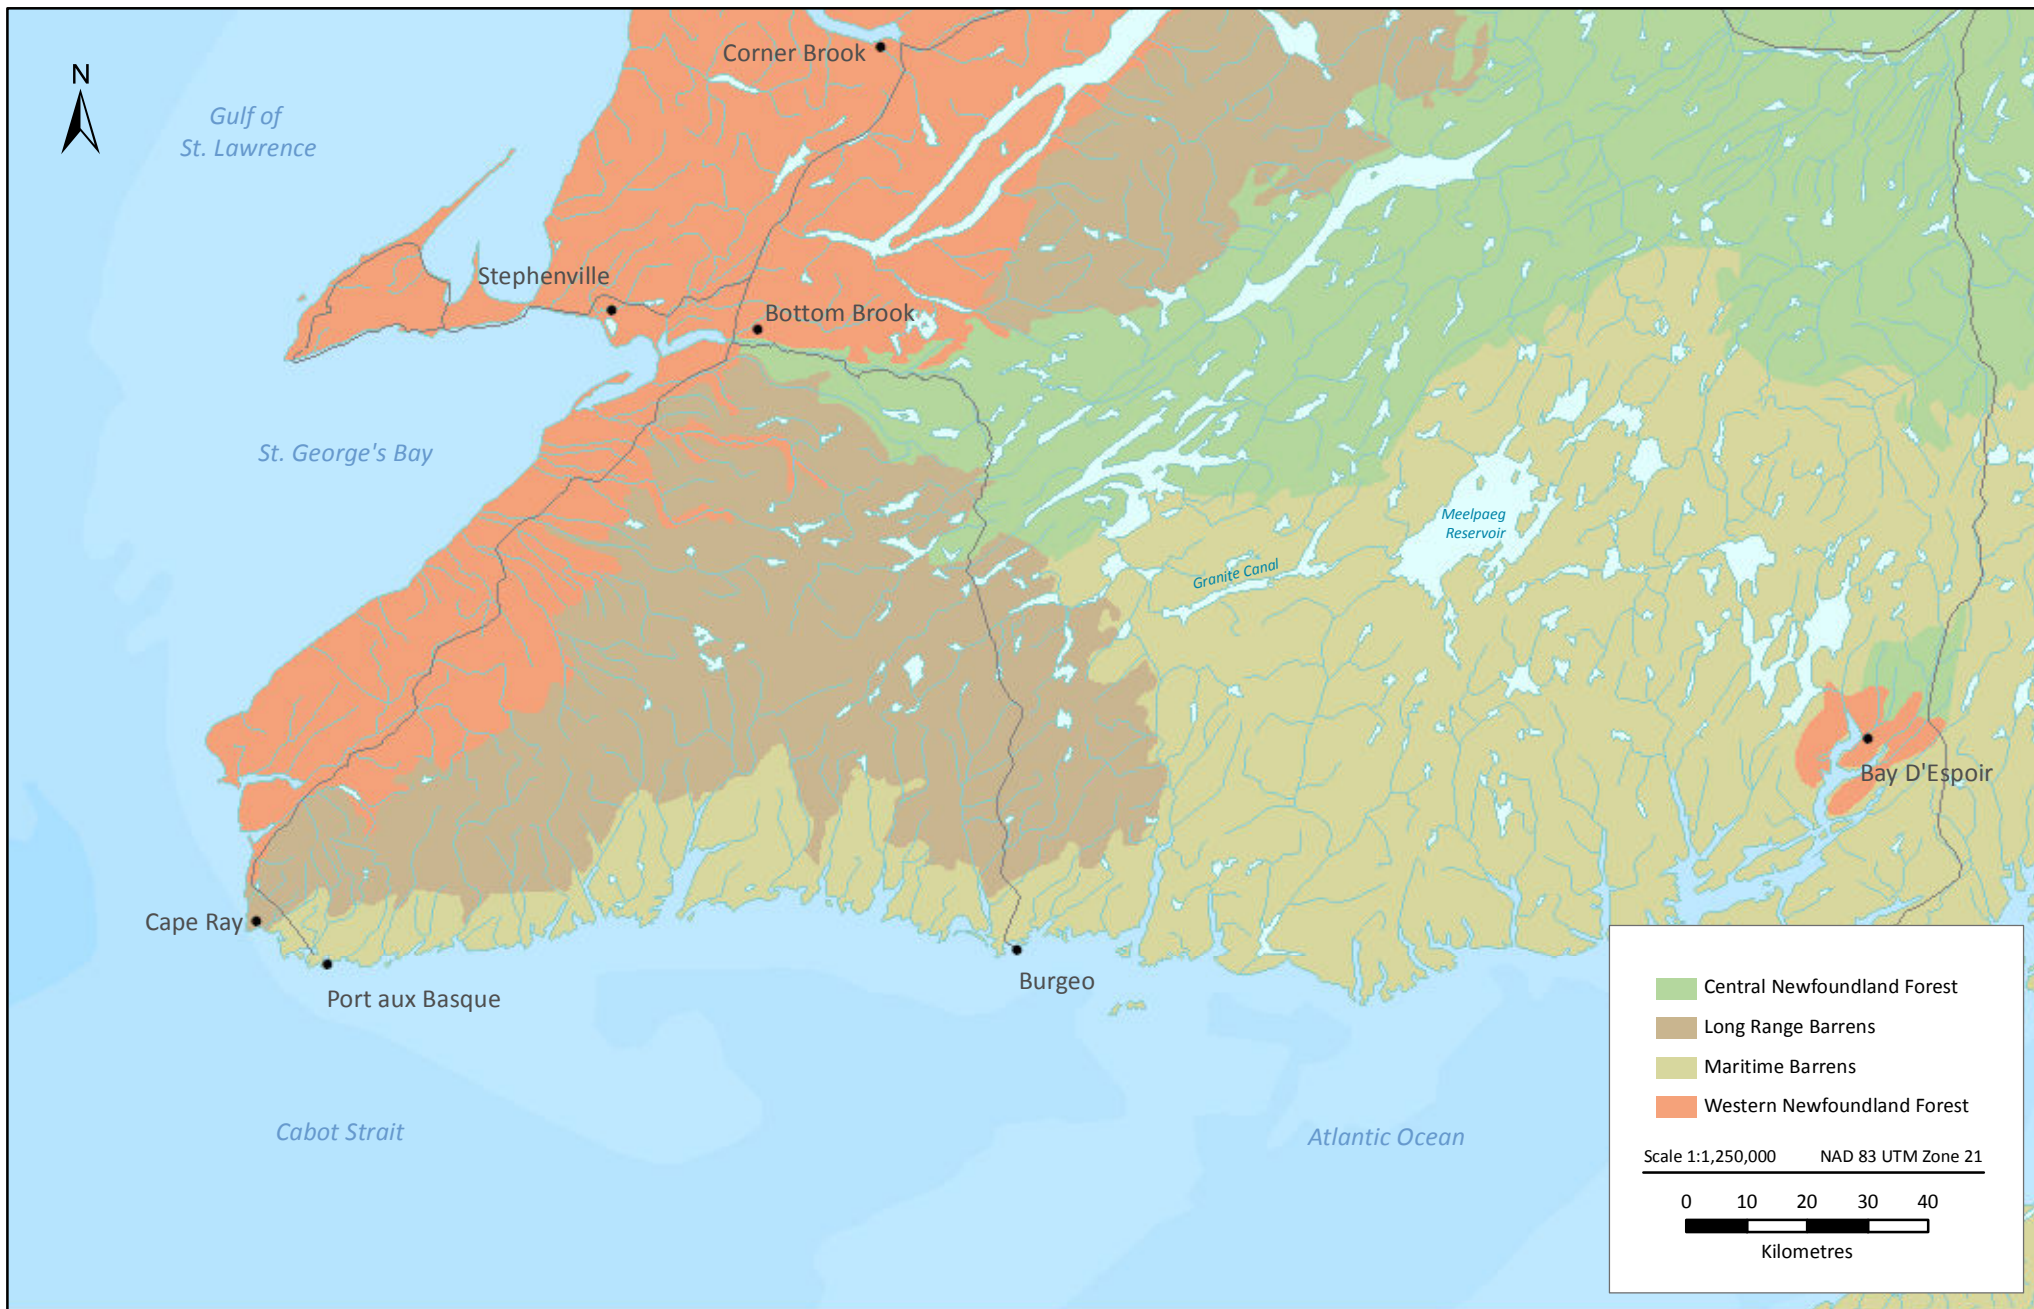 N
Corner Brook
Gulf of
St. Lawrence
Stephenville
Bottom Brook
St. George's Bay
Meelpaeg
Reservoir
Granite Canal
Bay D'Espoir
Cape Ray
Port aux Basque
Burgeo
Cabot Strait
Atlantic Ocean
Central Newfoundland Forest
Long Range Barrens
Maritime Barrens
Western Newfoundland Forest
Scale 1:1,250,000 NAD 83 UTM Zone 21
0 10 20 30 40
Kilometres